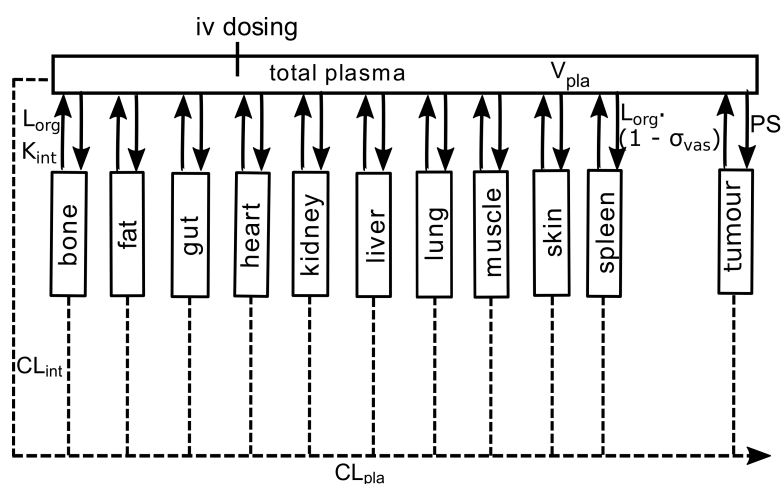 iv dosing
total plasma
V_pla
L_org
K_int
L_org·
(1 - σ_vas)
PS
bone
fat
gut
heart
kidney
liver
lung
muscle
skin
spleen
tumour
CL_int
CL_pla